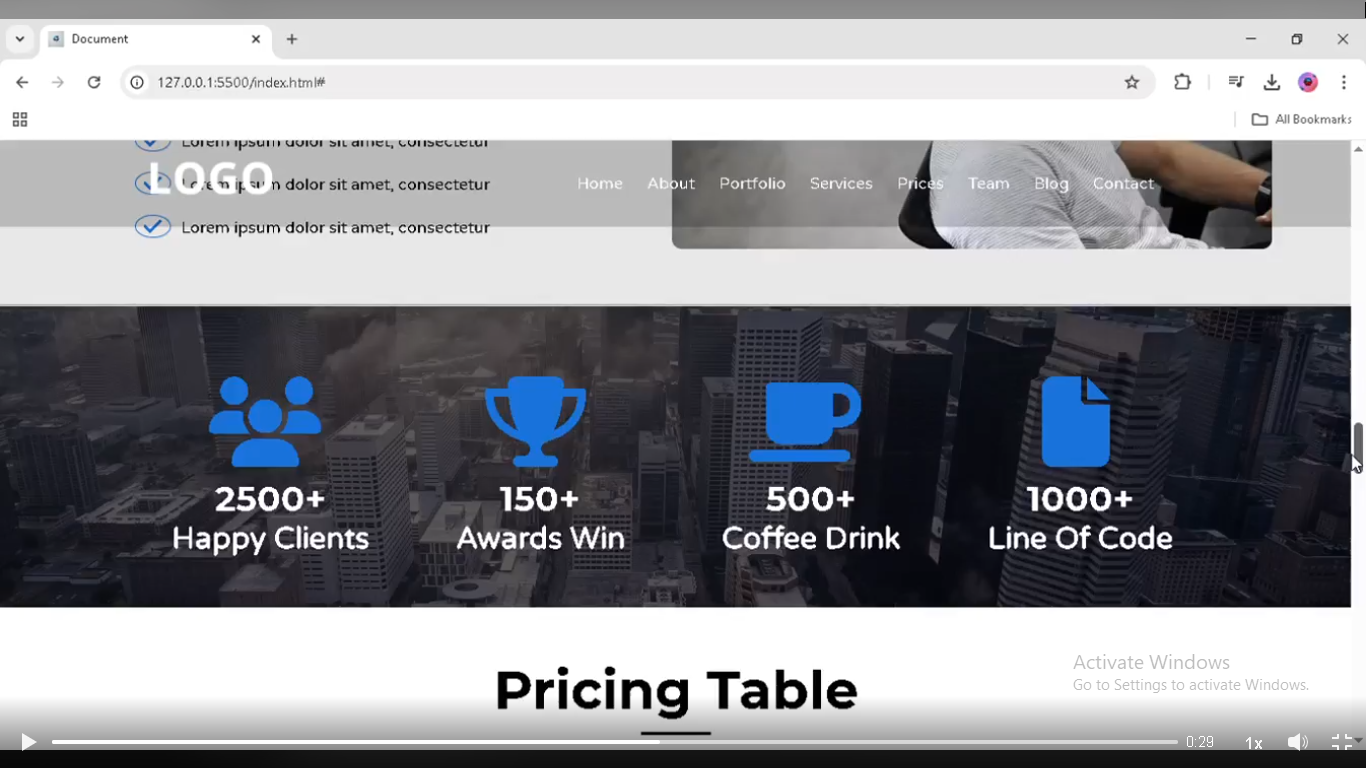 Document
127.0.0.1:5500/index.html#
All Bookmarks
Lorem ipsum dolor sit amet, consectetur
LOGO
Lorem ipsum dolor sit amet, consectetur
Home About Portfolio Services Prices Team Blog Contact
Lorem ipsum dolor sit amet, consectetur
2500+ 150+ 500+ 1000+
Happy Clients Awards Win Coffee Drink Line Of Code
Pricing Table
Activate Windows
Go to Settings to activate Windows.
0:29 1x